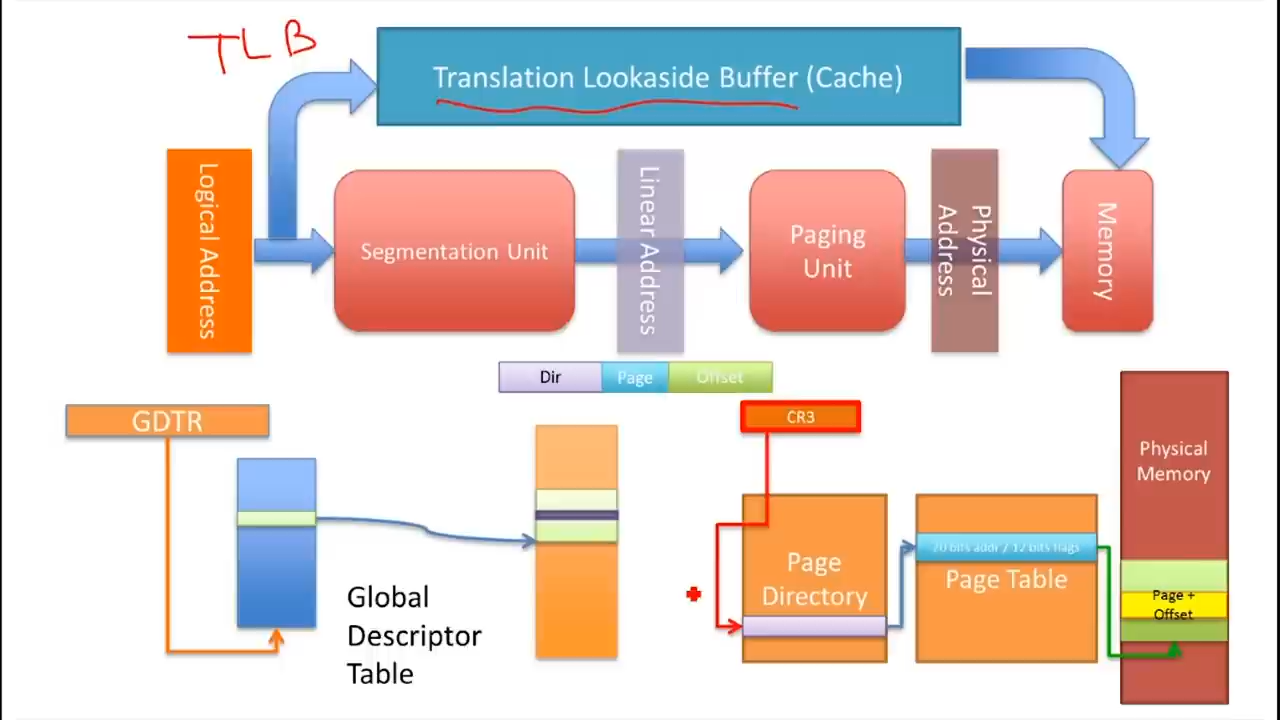 TLB
Translation Lookaside Buffer (Cache)
Logical Address
Segmentation Unit
Linear Address
Paging
Unit
Physical
Address
Memory
Dir
Page
Offset
GDTR
CR3
Global
Descriptor
Table
Page
Directory
20 bits addr / 12 bits flags
Page Table
Physical
Memory
Page +
Offset